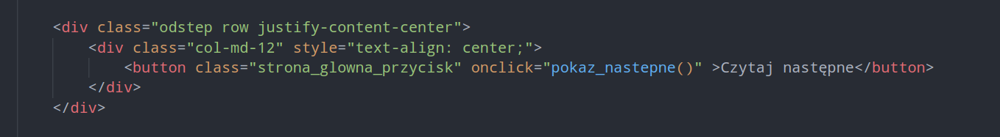 <div class="odstep row justify-content-center">
<div class="col-md-12" style="text-align: center;">
<button class="strona_glowna_przycisk" onclick="pokaz_nastepne()" >Czytaj następne</button>
</div>
</div>